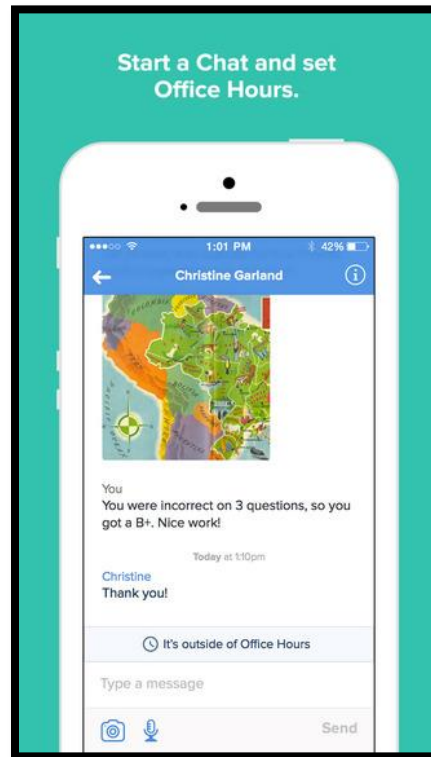 Start a Chat and set
Office Hours.
1:01 PM
42%
Christine Garland
You
You were incorrect on 3 questions, so you
got a B+. Nice work!
Today at 1:10pm
Christine
Thank you!
It's outside of Office Hours
Type a message
Send